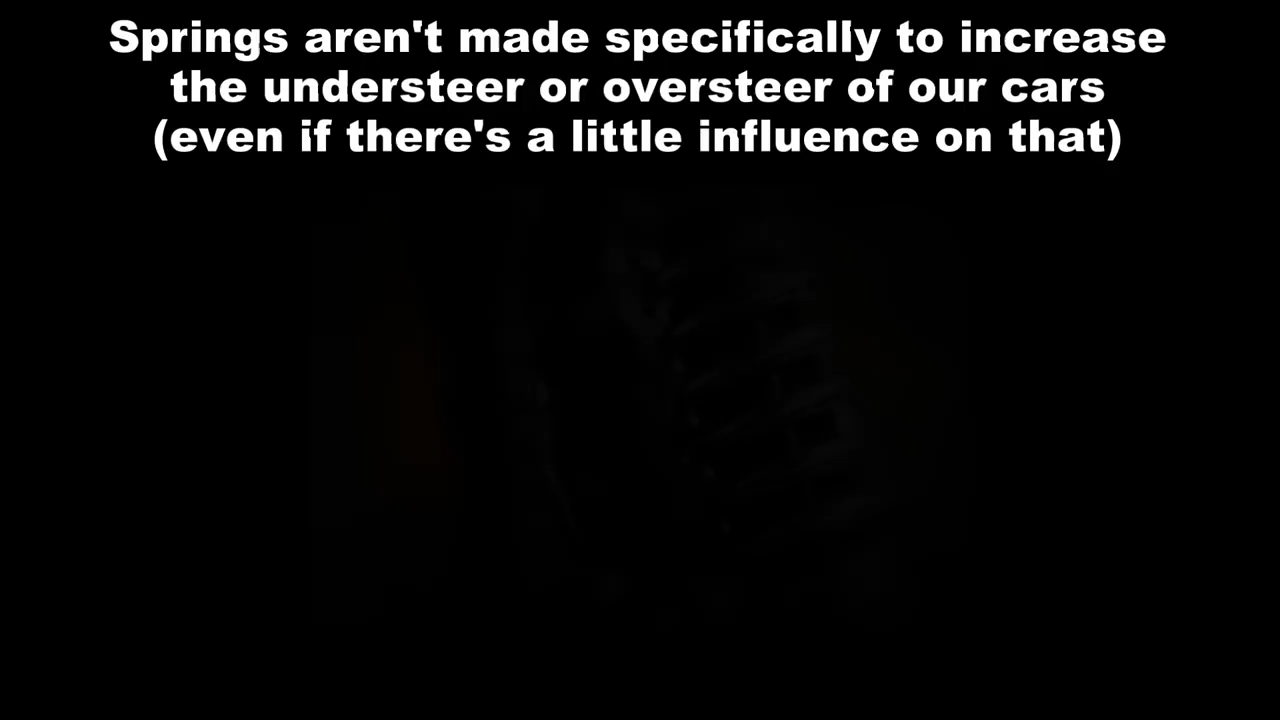 Springs aren't made specifically to increase
the understeer or oversteer of our cars
(even if there's a little influence on that)